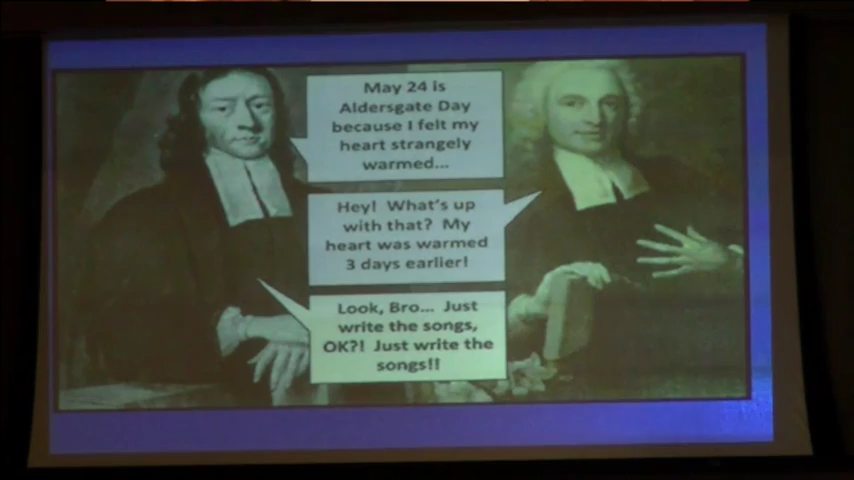 May 24 is
Aldersgate Day
because I felt my
heart strangely
warmed...
Hey! What's up
with that? My
heart was warmed
3 days earlier!
Look, Bro... Just
write the songs,
OK?! Just write the
songs!!